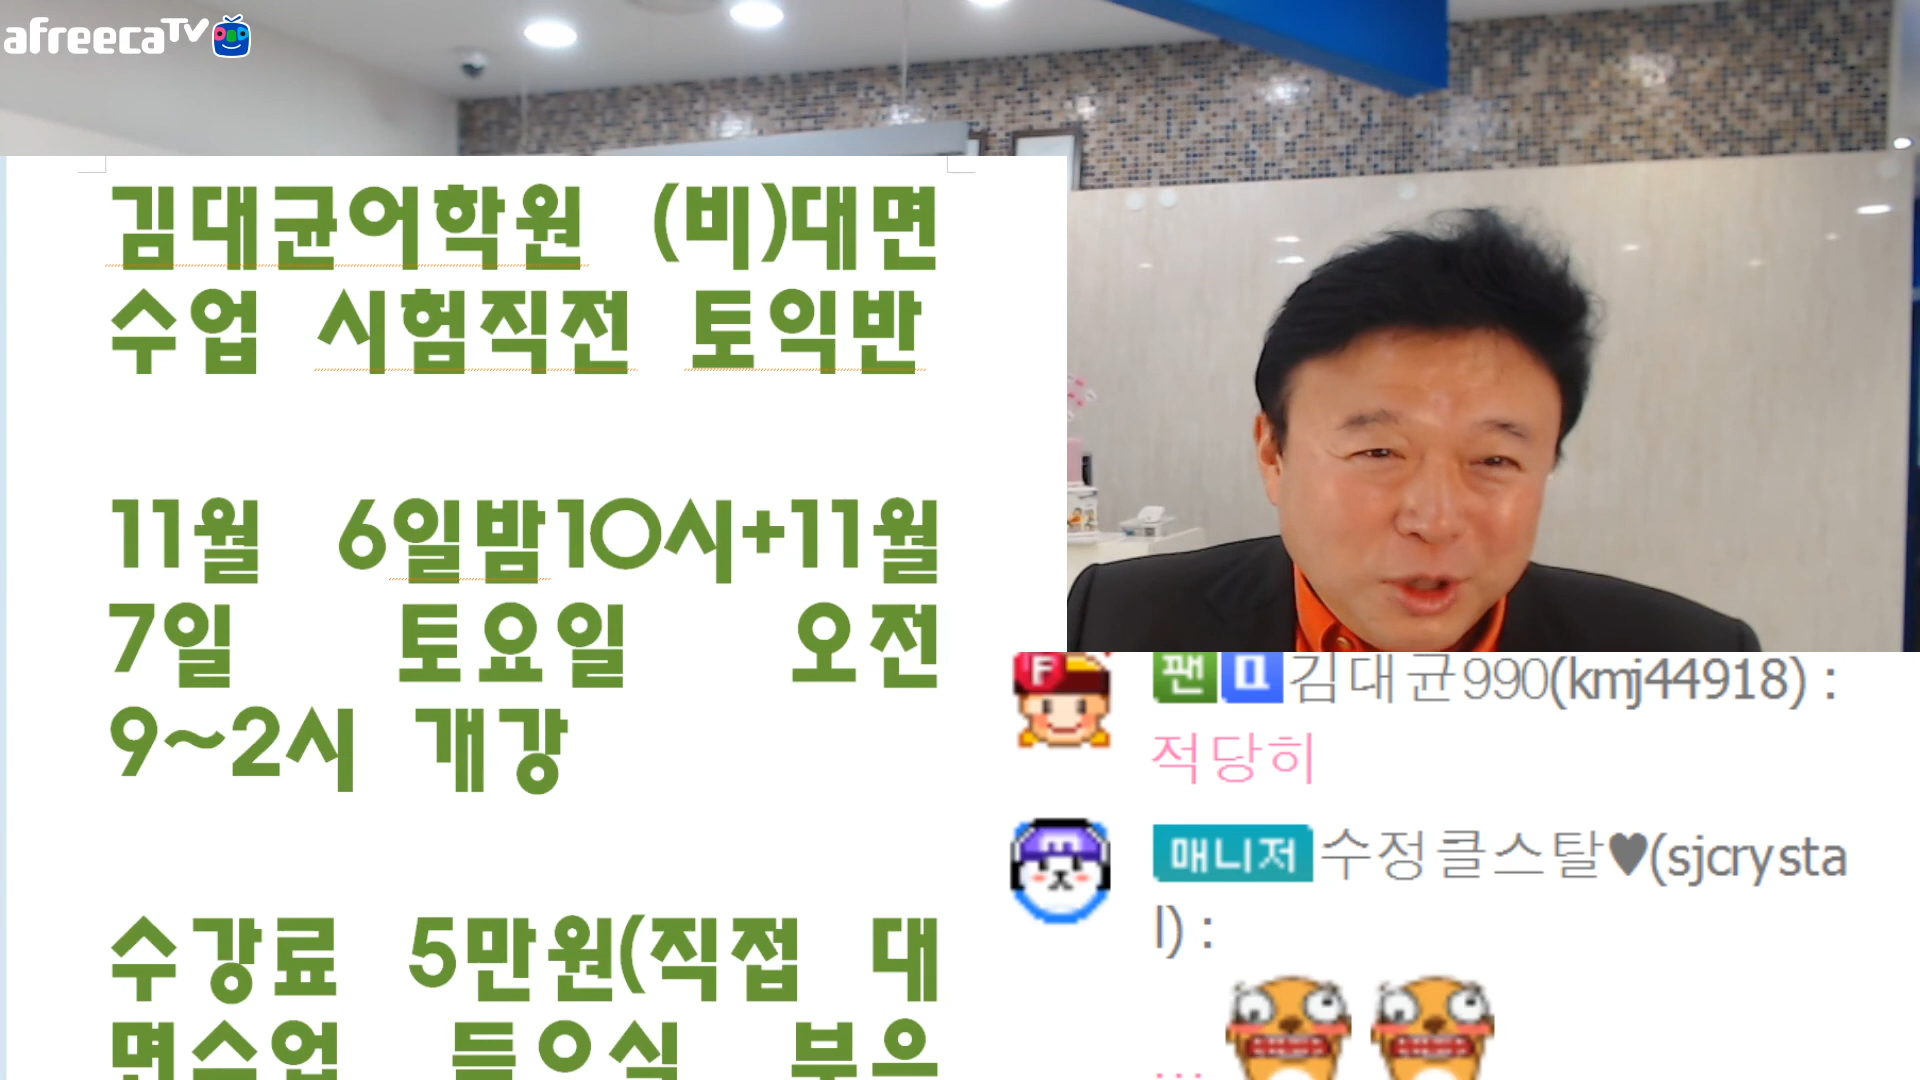 afreecaTV
김대균어학원 (비)대면
수업 시험직전 토익반
11월 6일밤10시+11월
7일 토요일 오전
9~2시 개강
수강료 5만원(직접 대
면수업
팬 김대균990(kmj44918) :
적당히
매니저 수정클스탈♥(sjcrysta
l) :
...